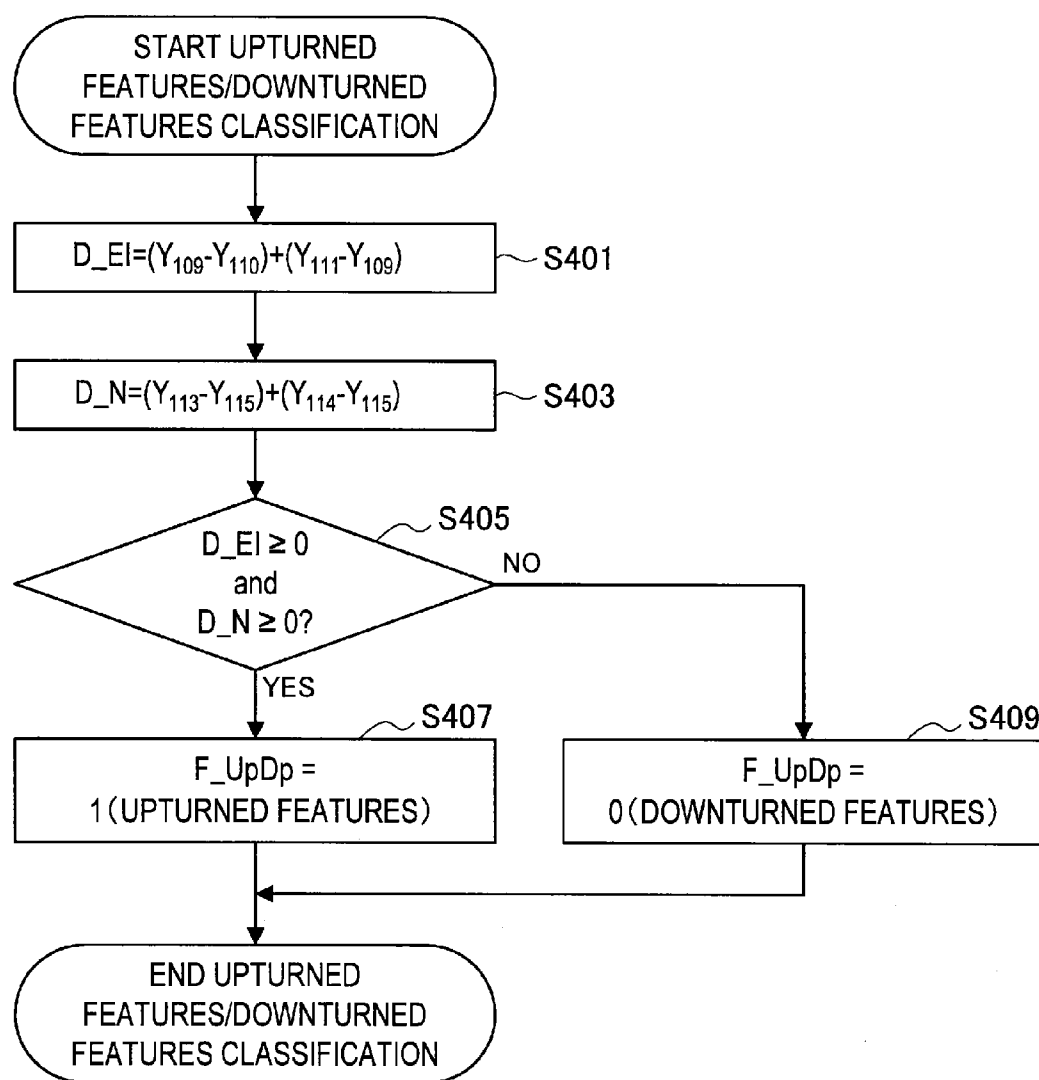 START UPTURNED
FEATURES/DOWNTURNED
FEATURES CLASSIFICATION
D_EI=(Y₁₀₉-Y₁₁₀)+(Y₁₁₁-Y₁₀₉)
S401
D_N=(Y₁₁₃-Y₁₁₅)+(Y₁₁₄-Y₁₁₅)
S403
S405
D_EI ≥ 0
and
D_N ≥ 0?
NO
YES
S407
F_UpDp =
1(UPTURNED FEATURES)
S409
F_UpDp =
0(DOWNTURNED FEATURES)
END UPTURNED
FEATURES/DOWNTURNED
FEATURES CLASSIFICATION